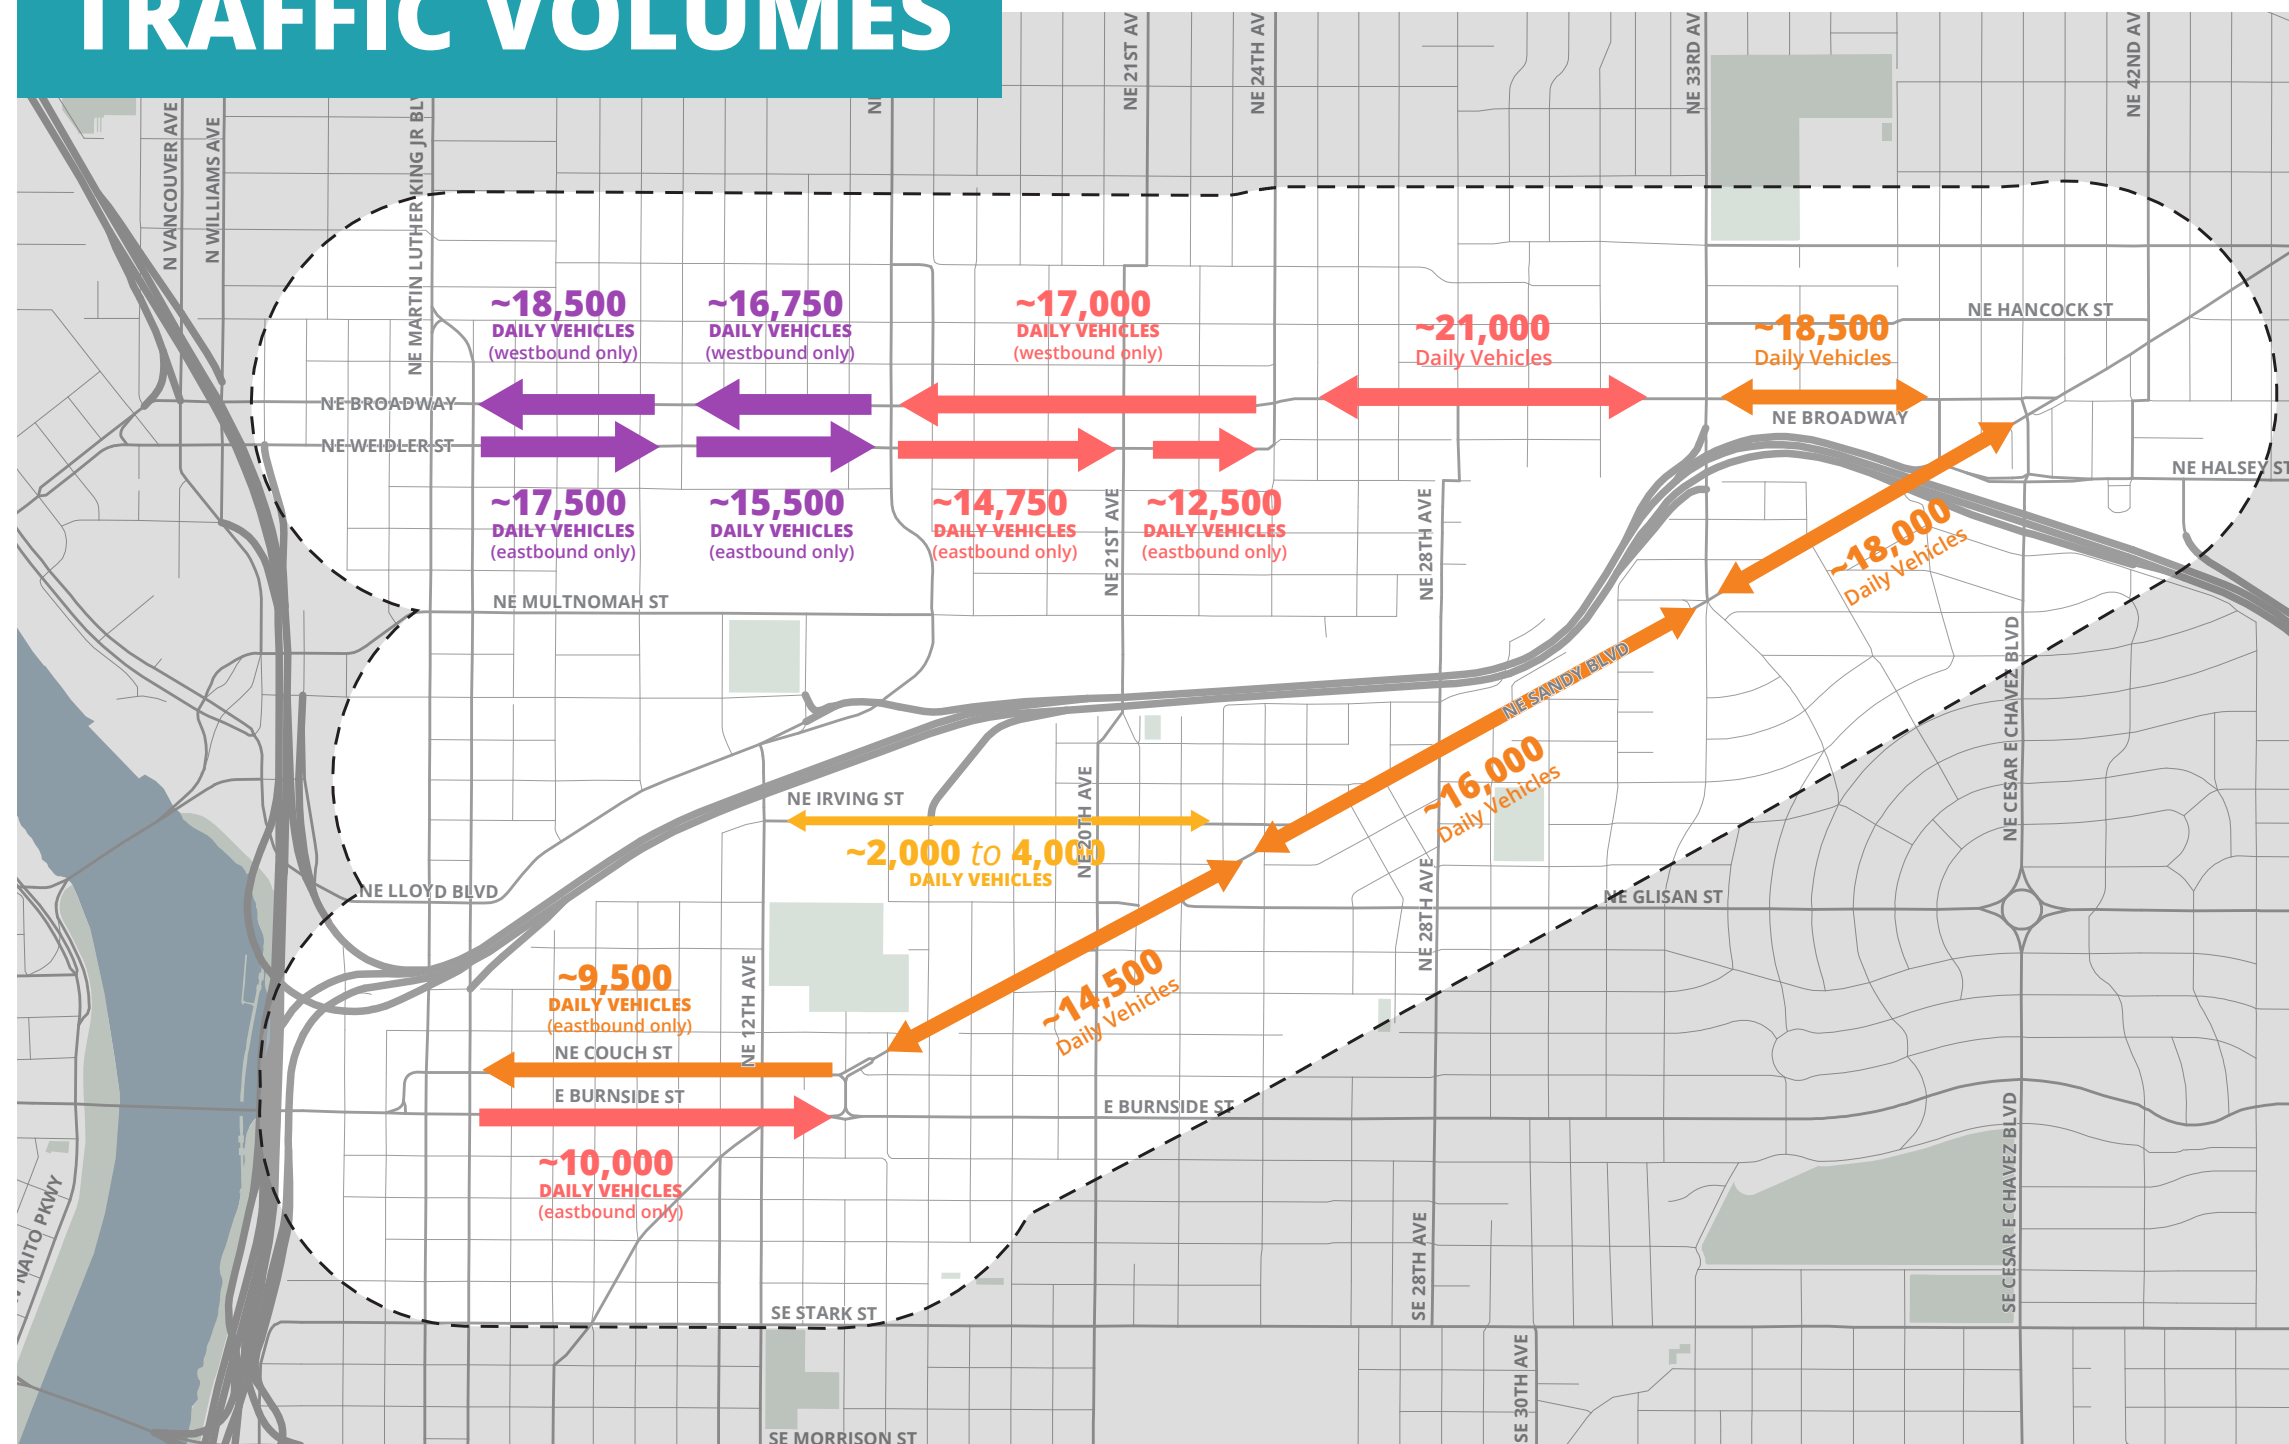 TRAFFIC VOLUMES
N VANCOUVER AVE
N WILLIAMS AVE
NE MARTIN LUTHER KING JR BLV
NE 21ST AV
NE 24TH AV
NE 33RD AV
NE 42ND AV
~18,500
DAILY VEHICLES
(westbound only)
~16,750
DAILY VEHICLES
(westbound only)
~17,000
DAILY VEHICLES
(westbound only)
~21,000
Daily Vehicles
~18,500
Daily Vehicles
NE HANCOCK ST
NE BROADWAY
NE BROADWAY
NE WEIDLER ST
NE HALSEY ST
~17,500
DAILY VEHICLES
(eastbound only)
~15,500
DAILY VEHICLES
(eastbound only)
~14,750
DAILY VEHICLES
(eastbound only)
~12,500
DAILY VEHICLES
(eastbound only)
NE 21ST AVE
NE 28TH AVE
~18,000
Daily Vehicles
NE MULTNOMAH ST
NE SANDY BLVD
NE CESAR E CHAVEZ BLVD
~16,000
Daily Vehicles
NE IRVING ST
NE 20TH AVE
~2,000 to 4,000
DAILY VEHICLES
NE LLOYD BLVD
NE 28TH AVE
NE GLISAN ST
~14,500
Daily Vehicles
~9,500
DAILY VEHICLES
(eastbound only)
NE 12TH AVE
NE COUCH ST
E BURNSIDE ST
E BURNSIDE ST
~10,000
DAILY VEHICLES
(eastbound only)
NAITO PKWY
SE 28TH AVE
SE CESAR E CHAVEZ BLVD
SE STARK ST
SE 30TH AVE
SE MORRISON ST